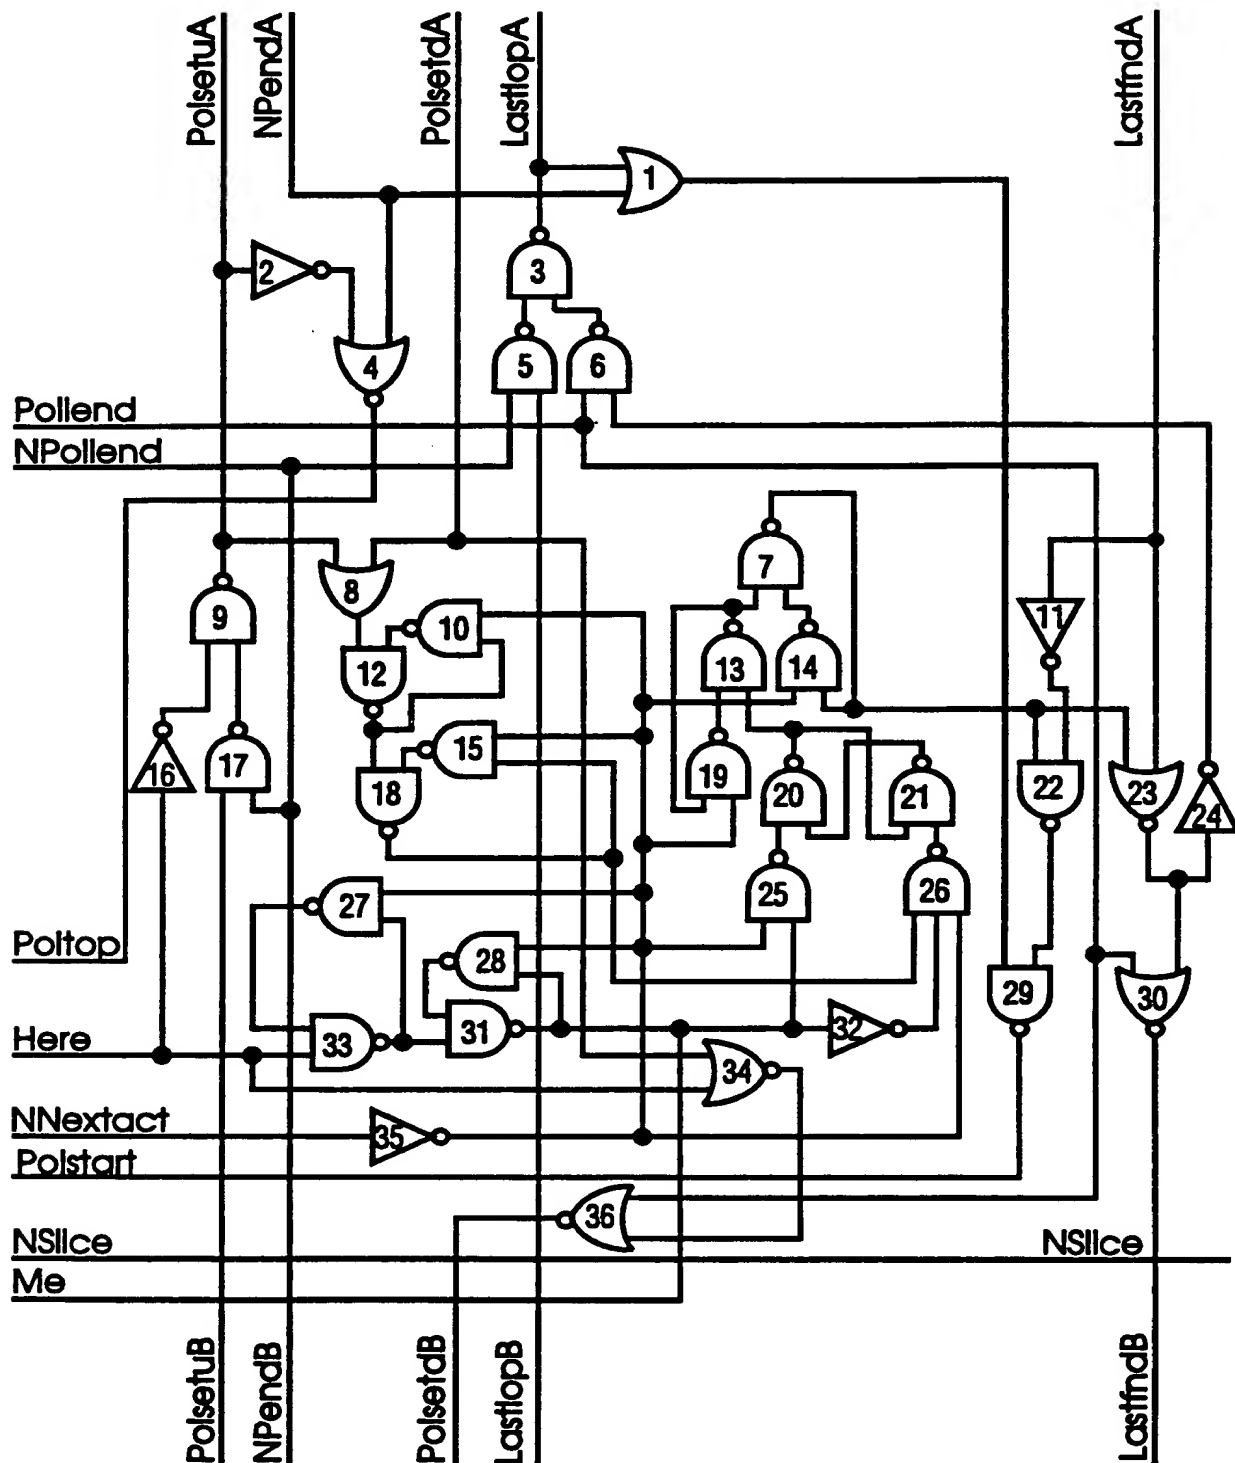 PolsetuA
NPendA
PolsetdA
LastlopA
LastfndA
1
2
3
4
5
6
Pollend
NPollend
7
8
9
10
11
12
13
14
15
16
17
18
19
20
21
22
23
24
25
26
27
28
Poltop
29
30
31
32
33
Here
34
NNextact
35
Polstart
36
NSlice
NSlice
Me
PolsetuB
NPendB
PolsetdB
LastlopB
LastfndB